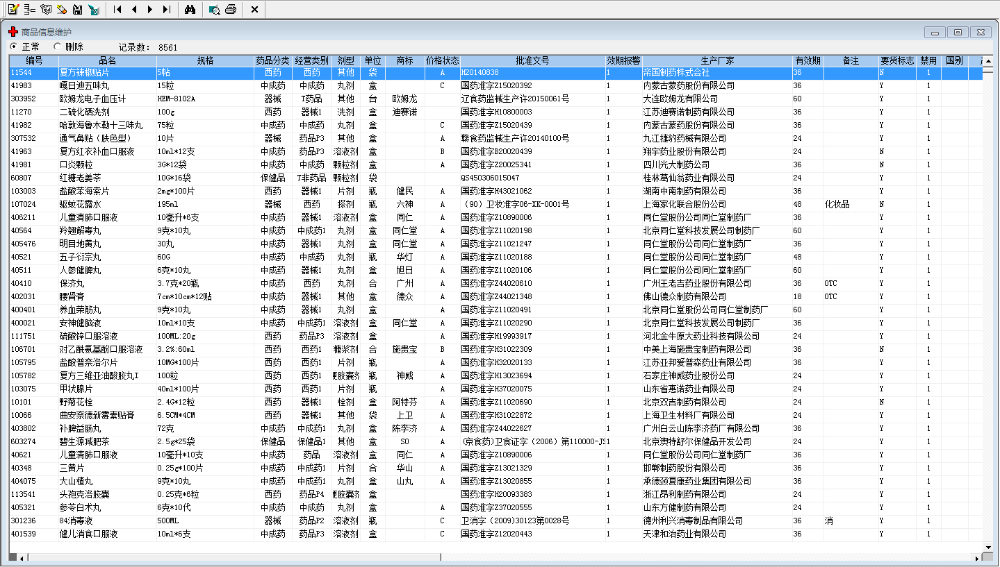 商品信息维护
正常 删除 记录数： 8561
编号 品名 规格 药品分类 经营类别 剂型 单位 商标 价格状态 批准文号 效期报警 生产厂家 有效期 备注 要货标志 禁用 国别
11544 复方辣椒贴片 5帖 西药 西药 其他 袋 A H20140838 1 帝国制药株式会社 36 N 1
41983 嘎日迪五味丸 15粒 中成药 中成药 丸剂 盒 C 国药准字Z15020392 1 内蒙古蒙药股份有限公司 36 Y 1
303952 欧姆龙电子血压计 HEM-8102A 器械 T药品 其他 台 欧姆龙 辽食药监械生产许20150061号 1 大连欧姆龙有限公司 60 Y 1
11270 二硫化硒洗剂 100g 西药 器械1 洗剂 盒 迪赛诺 国药准字H10800003 1 江苏迪赛诺制药有限公司 36 Y 1
41982 哈敦海鲁木勒十三味丸 75粒 中成药 中成药 丸剂 盒 C 国药准字Z15020439 1 内蒙古蒙药股份有限公司 36 Y 1
307532 通气鼻贴（肤色型） 10片 器械 药品P3 其他 盒 A 赣食药监械生产许20140100号 1 九江捷豹药械有限公司 24 Y 1
41963 复方红衣补血口服液 10ml*12支 中成药 药品P3 溶液剂 盒 B 国药准字B20020439 1 翔宇药业股份有限公司 24 N 1
41981 口炎颗粒 3G*12袋 中成药 中成药 颗粒剂 盒 A 国药准字Z20025341 1 四川光大制药公司 36 N 1
60807 红糖老姜茶 10G*16袋 保健品 T非药品 颗粒剂 袋 QS450306015047 1 桂林葛仙翁药业有限公司 24 Y 1
103003 盐酸苯海索片 2mg*100片 西药 器械1 片剂 瓶 健民 A 国药准字H43021062 1 湖南中南制药有限公司 36 Y 1
107024 驱蚊花露水 195ml 器械 西药 搽剂 瓶 六神 A （90）卫妆准字06-XK-0001号 1 上海家化联合股份公司 48 化妆品 N 1
406211 儿童清肺口服液 10毫升*6支 中成药 器械1 溶液剂 盒 同仁 A 国药准字Z10890006 1 同仁堂股份公司同仁堂制药厂 36 Y 1
40564 羚翘解毒丸 9克*10丸 中成药 中成药1 丸剂 盒 同仁堂 A 国药准字Z11020198 1 北京同仁堂科技发展公司制药厂 60 Y 1
405476 明目地黄丸 30丸 中成药 器械1 丸剂 盒 同仁堂 A 国药准字Z11021247 1 同仁堂股份公司同仁堂制药厂 36 Y 1
40521 五子衍宗丸 60G 中成药 中成药 丸剂 瓶 华灯 A 国药准字Z11020188 1 同仁堂股份公司同仁堂制药厂 48 Y 1
40511 人参健脾丸 6克*10丸 中成药 器械1 丸剂 盒 旭日 A 国药准字Z11020106 1 同仁堂股份公司同仁堂制药厂 60 Y 1
40410 保济丸 3.7克*20瓶 中成药 西药 丸剂 合 广州 A 国药准字Z44020610 1 广州王老吉药业股份有限公司 36 OTC Y 1
402031 腰肾膏 7cm*10cm*12贴 中成药 器械1 其他 盒 德众 A 国药准字Z44021348 1 佛山德众制药有限公司 18 OTC Y 1
400401 养血荣筋丸 9克*10丸 中成药 器械1 丸剂 盒 A 国药准字Z11020491 1 北京同仁堂股份公司同仁堂制药厂 60 Y 1
400021 安神健脑液 10ml*10支 中成药 中成药1 溶液剂 盒 同仁堂 A 国药准字Z11020290 1 北京同仁堂科技发展公司制药厂 36 Y 1
111751 硫酸锌口服溶液 100ML:20g 西药 药品P3 溶液剂 盒 A 国药准字H19993917 1 河北金牛原大药业科技有限公司 24 Y 1
106701 对乙酰氨基酚口服溶液 3.2%:60ml 西药 西药1 糖浆剂 合 施贵宝 B 国药准字H31022309 1 中美上海施贵宝制药有限公司 36 N 1
105795 盐酸普奈洛尔片 10MG*100片 西药 西药1 片剂 瓶 A 国药准字H32020133 1 江苏亚邦爱普森药业有限公司 36 Y 1
105782 复方三维亚油酸胶丸I 100粒 西药 西药1 硬胶囊剂 瓶 神威 A 国药准字H13023694 1 石家庄神威药业股份公司 24 Y 1
103075 甲状腺片 40ml*100片 西药 西药1 片剂 瓶 A 国药准字H37020075 1 山东省惠诺药业有限公司 24 Y 1
10101 野菊花栓 2.4G*12粒 西药 器械1 栓剂 盒 阿特芬 A 国药准字Z11020690 1 北京双吉制药有限公司 24 N 1
10066 曲安奈德新霉素贴膏 6.5CM*4CM 西药 器械1 其他 袋 上卫 A 国药准字H31022872 1 上海卫生材料厂有限公司 24 Y 1
403802 补脾益肠丸 72克 中成药 中成药1 丸剂 盒 陈李济 A 国药准字Z44022627 1 广州白云山陈李济药厂有限公司 36 Y 1
603274 碧生源减肥茶 2.5g*25袋 保健品 保健品1 其他 盒 SO A (京食药)卫食证字（2006）第110000-JS 1 北京澳特舒尔保健品开发公司 24 Y 1
40621 儿童清肺口服液 10毫升*10支 中成药 药品 溶液剂 盒 同仁 A 国药准字Z10890006 1 同仁堂股份公司同仁堂制药厂 36 Y 1
40348 三黄片 0.25g*100片 中成药 中成药1 片剂 合 华山 A 国药准字Z13021329 1 邯郸制药股份有限公司 36 Y 1
404075 大山楂丸 9克*10丸 中成药 中成药1 丸剂 盒 山丸 A 国药准字Z13020855 1 承德颈复康药业集团有限公司 36 Y 1
113541 头孢克洛胶囊 0.25克*6粒 西药 药品P4 硬胶囊剂 盒 国药准字H20093383 1 浙江昂利制药有限公司 24 Y 1
405321 参苓白术丸 6克*10代 中成药 中成药 丸剂 盒 A 国药准字Z37020555 1 山东方健制药有限公司 24 Y 1
301236 84消毒液 500ML 器械 药品P2 溶液剂 瓶 C 卫消字（2009)30123第0028号 1 德州利兴消毒制品有限公司 36 消 Y 1
401539 健儿消食口服液 10ml*6支 中成药 药品P3 溶液剂 盒 C 国药准字Z12020443 1 天津和治药业有限公司 36 Y 1